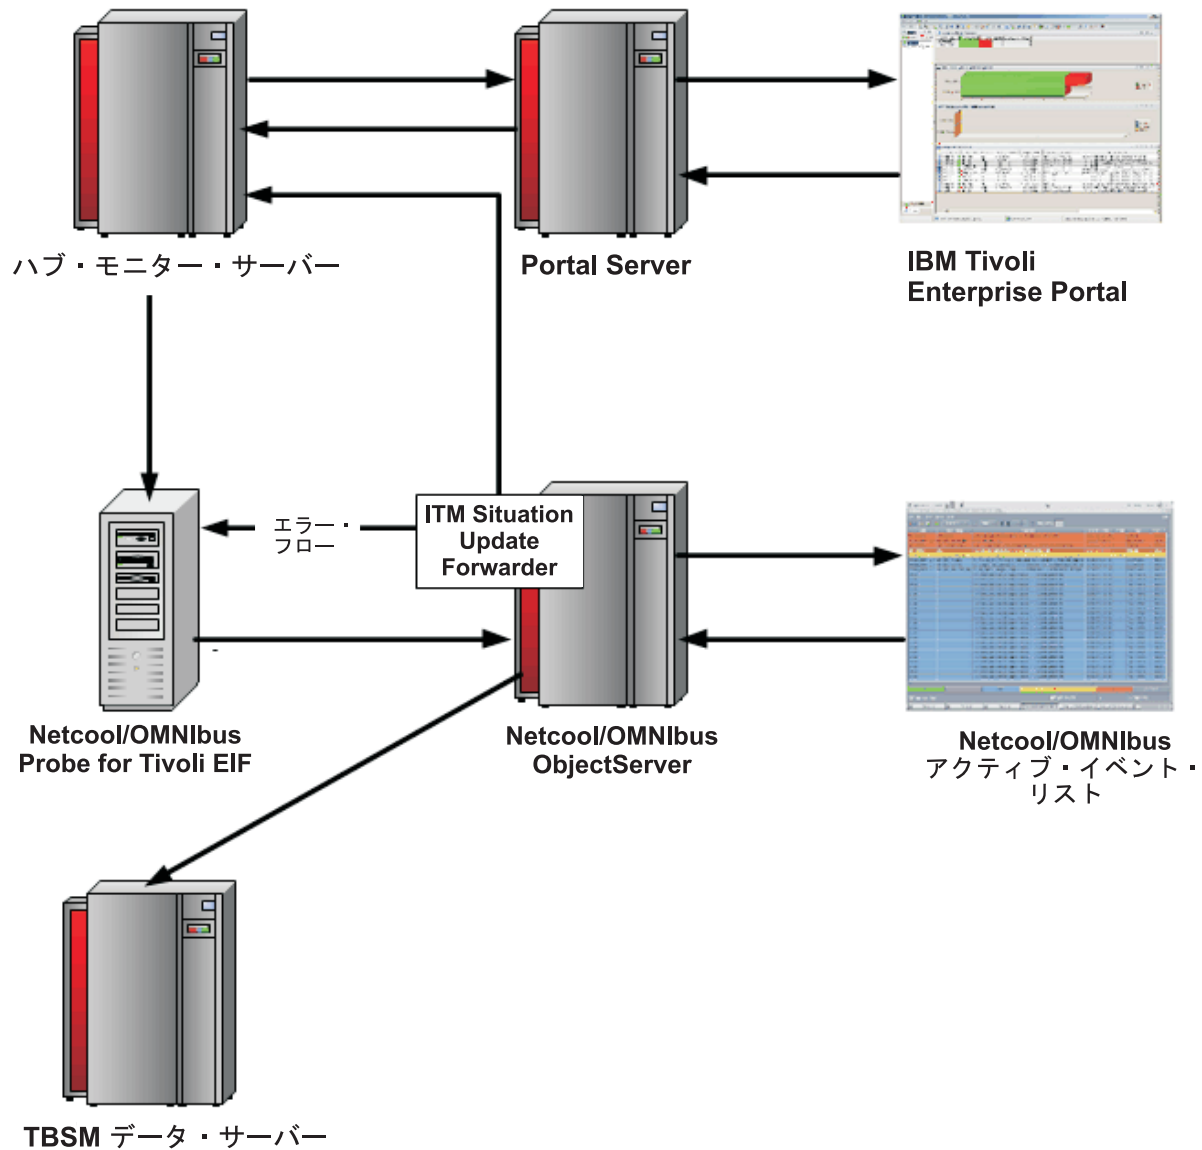 ハブ・モニター・サーバー
Portal Server
IBM Tivoli
Enterprise Portal
エラー・
フロー
ITM Situation
Update
Forwarder
Netcool/OMNIbus
Probe for Tivoli EIF
Netcool/OMNIbus
ObjectServer
Netcool/OMNIbus
アクティブ・イベント・
リスト
TBSM データ・サーバー